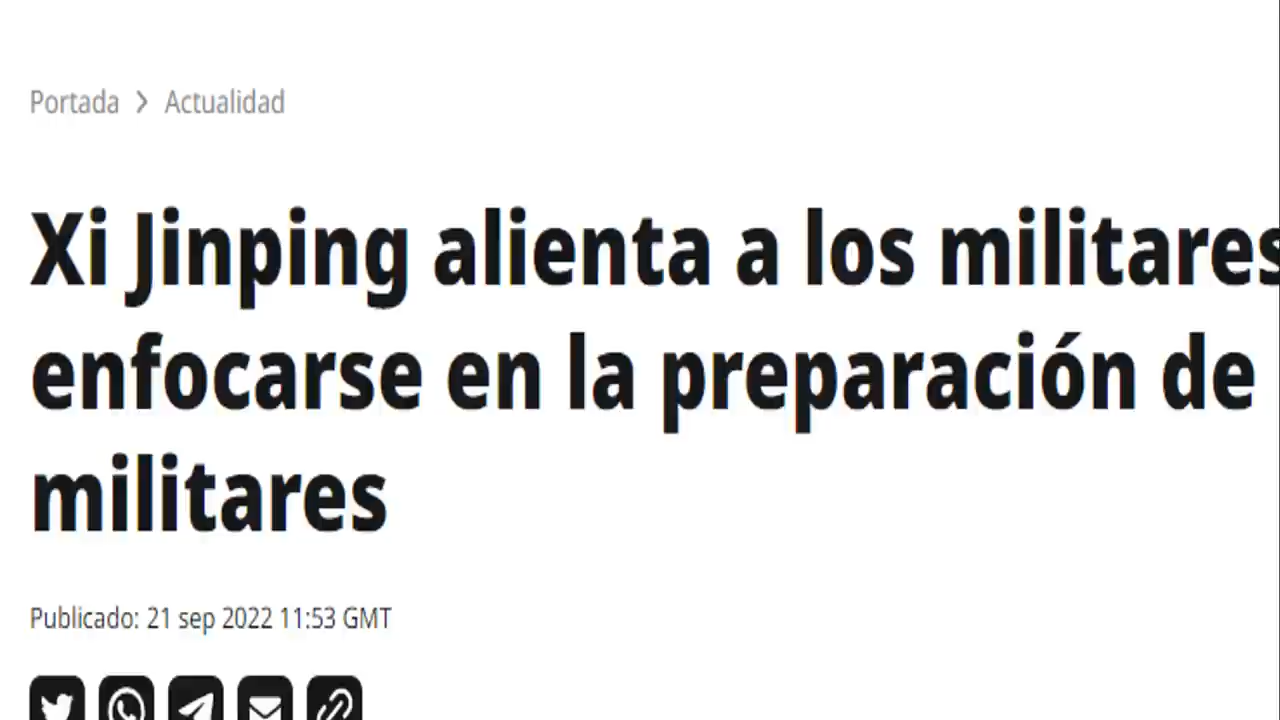 Portada > Actualidad
Xi Jinping alienta a los militares
enfocarse en la preparación de
militares
Publicado: 21 sep 2022 11:53 GMT